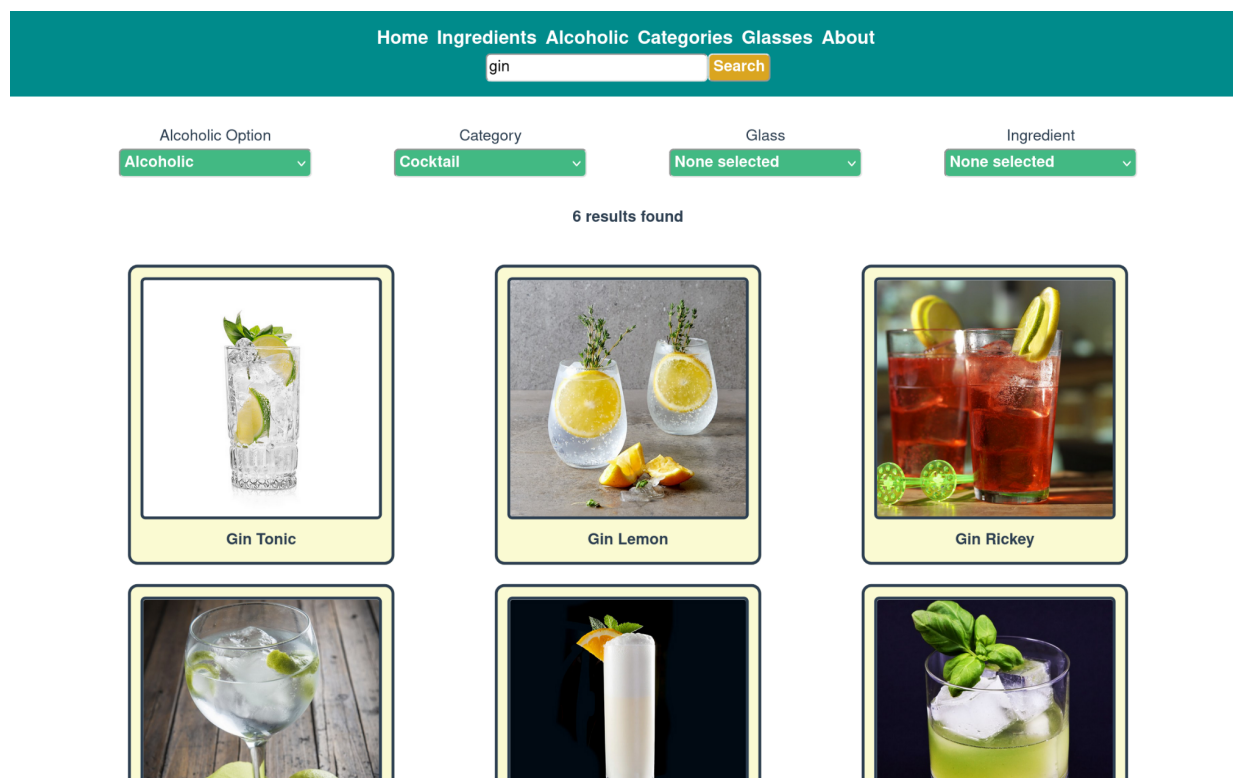 Home Ingredients Alcoholic Categories Glasses About
gin Search
Alcoholic Option Category Glass Ingredient
Alcoholic Cocktail None selected None selected
6 results found
Gin Tonic Gin Lemon Gin Rickey